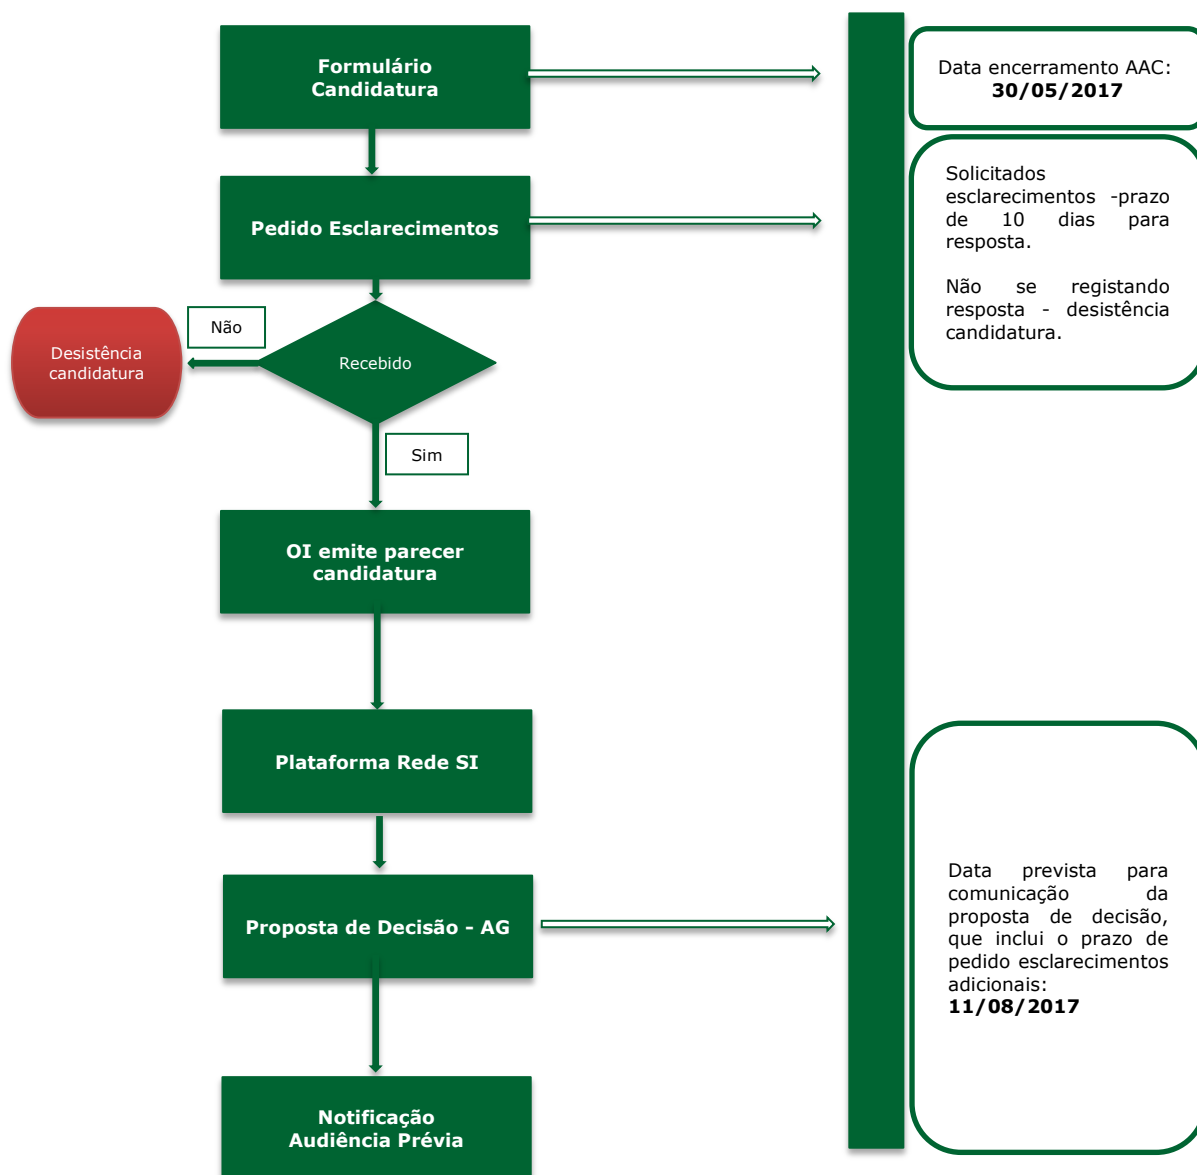 Formulário
Candidatura
Data encerramento AAC:
30/05/2017
Pedido Esclarecimentos
Solicitados
esclarecimentos -prazo
de 10 dias para
resposta.
Não se registando
resposta - desistência
candidatura.
Não
Desistência
candidatura
Recebido
Sim
OI emite parecer
candidatura
Plataforma Rede SI
Proposta de Decisão - AG
Data prevista para
comunicação da
proposta de decisão,
que inclui o prazo de
pedido esclarecimentos
adicionais:
11/08/2017
Notificação
Audiência Prévia